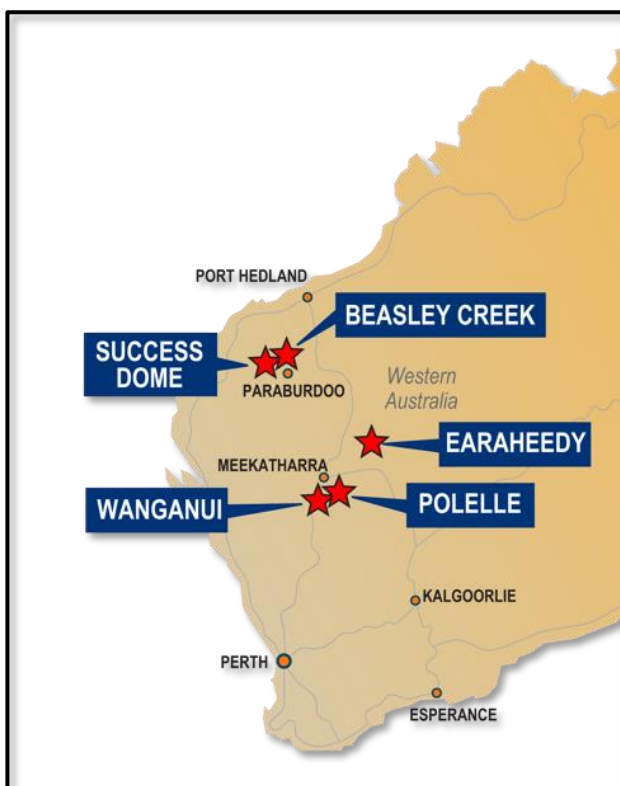 PORT HEDLAND
BEASLEY CREEK
SUCCESS
DOME
PARABURDOO
Western
Australia
EARAHEEDY
MEEKATHARRA
WANGANUI
POLELLE
KALGOORLIE
PERTH
ESPERANCE